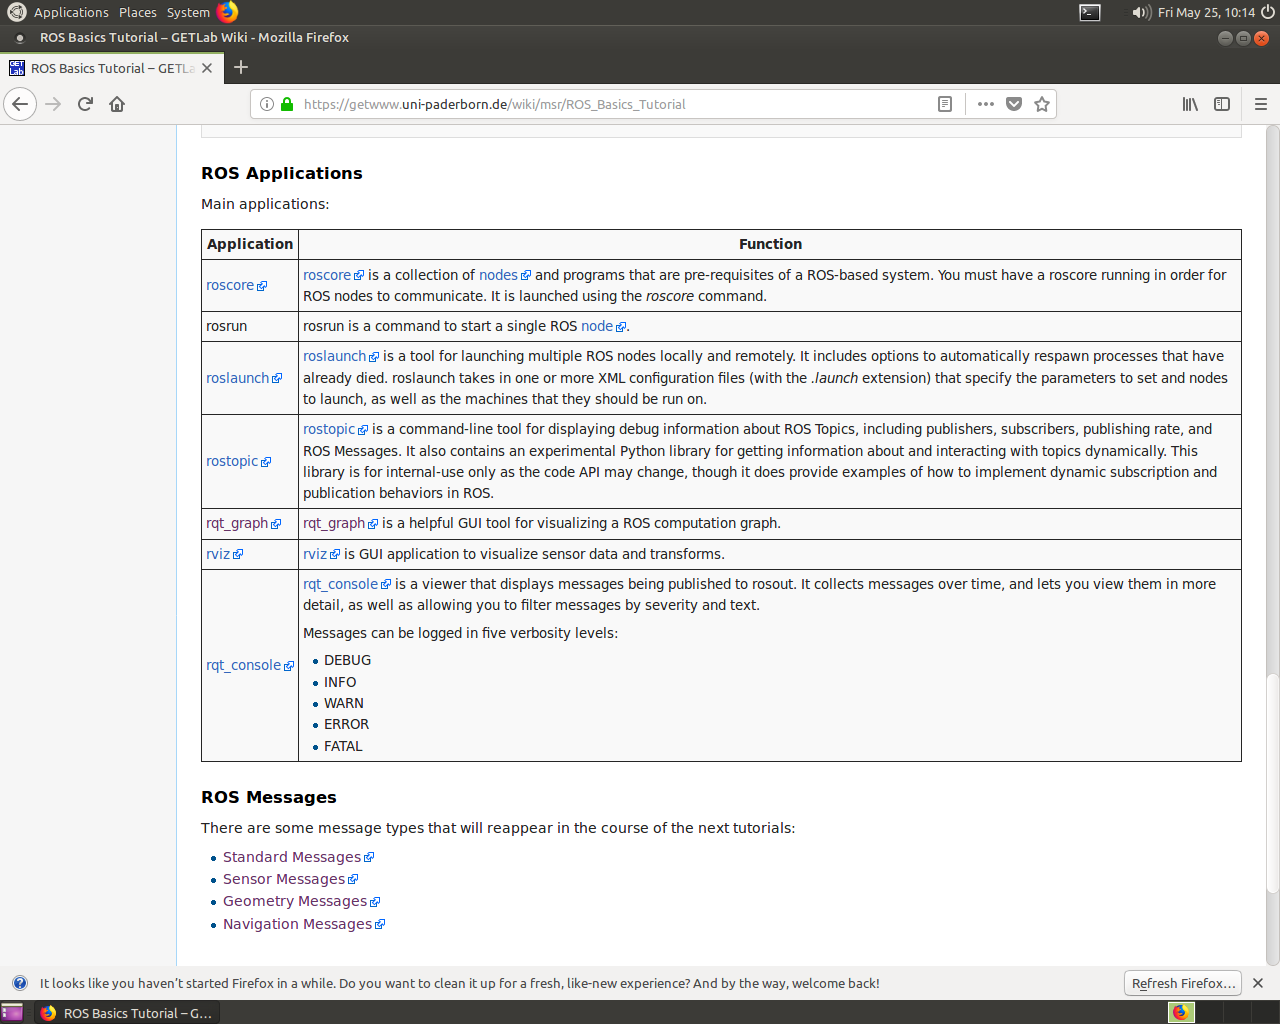 Applications Places System Fri May 25, 10:14
ROS Basics Tutorial – GETLab Wiki - Mozilla Firefox
GET Lab ROS Basics Tutorial – GETLa
https://getwww.uni-paderborn.de/wiki/msr/ROS_Basics_Tutorial
ROS Applications
Main applications:
Application Function
roscore roscore is a collection of nodes and programs that are pre-requisites of a ROS-based system. You must have a roscore running in order for
ROS nodes to communicate. It is launched using the roscore command.
rosrun rosrun is a command to start a single ROS node.
roslaunch roslaunch is a tool for launching multiple ROS nodes locally and remotely. It includes options to automatically respawn processes that have
already died. roslaunch takes in one or more XML configuration files (with the .launch extension) that specify the parameters to set and nodes
to launch, as well as the machines that they should be run on.
rostopic rostopic is a command-line tool for displaying debug information about ROS Topics, including publishers, subscribers, publishing rate, and
ROS Messages. It also contains an experimental Python library for getting information about and interacting with topics dynamically. This
library is for internal-use only as the code API may change, though it does provide examples of how to implement dynamic subscription and
publication behaviors in ROS.
rqt_graph rqt_graph is a helpful GUI tool for visualizing a ROS computation graph.
rviz rviz is GUI application to visualize sensor data and transforms.
rqt_console rqt_console is a viewer that displays messages being published to rosout. It collects messages over time, and lets you view them in more
detail, as well as allowing you to filter messages by severity and text.
Messages can be logged in five verbosity levels:
• DEBUG
• INFO
• WARN
• ERROR
• FATAL
ROS Messages
There are some message types that will reappear in the course of the next tutorials:
• Standard Messages
• Sensor Messages
• Geometry Messages
• Navigation Messages
It looks like you haven't started Firefox in a while. Do you want to clean it up for a fresh, like-new experience? And by the way, welcome back! Refresh Firefox...
ROS Basics Tutorial – G...